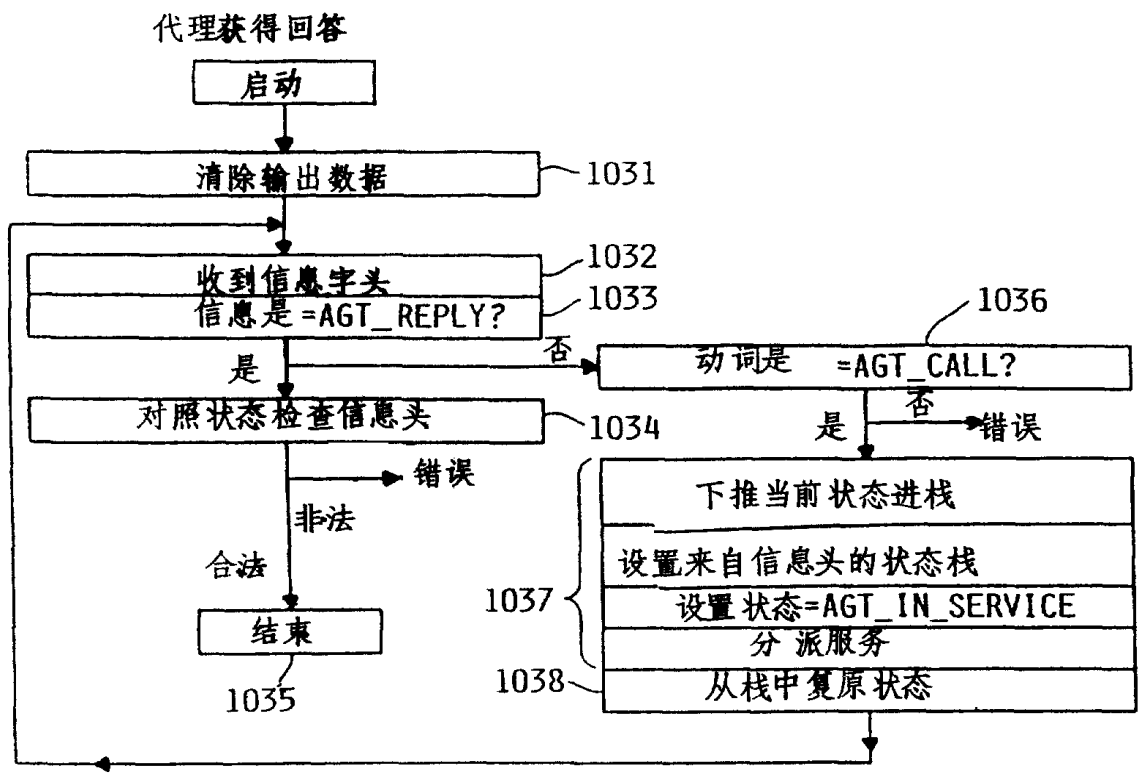 代理获得回答
启动
清除输出数据
1031
收到信息字头
1032
信息是=AGT_REPLY?
1033
是
否
动词是 =AGT_CALL?
1036
对照状态检查信息头
1034
错误
非法
合法
结束
1035
是
否
错误
下推当前状态进栈
设置来自信息头的状态栈
设置状态=AGT_IN_SERVICE
分派服务
1037
从栈中复原状态
1038